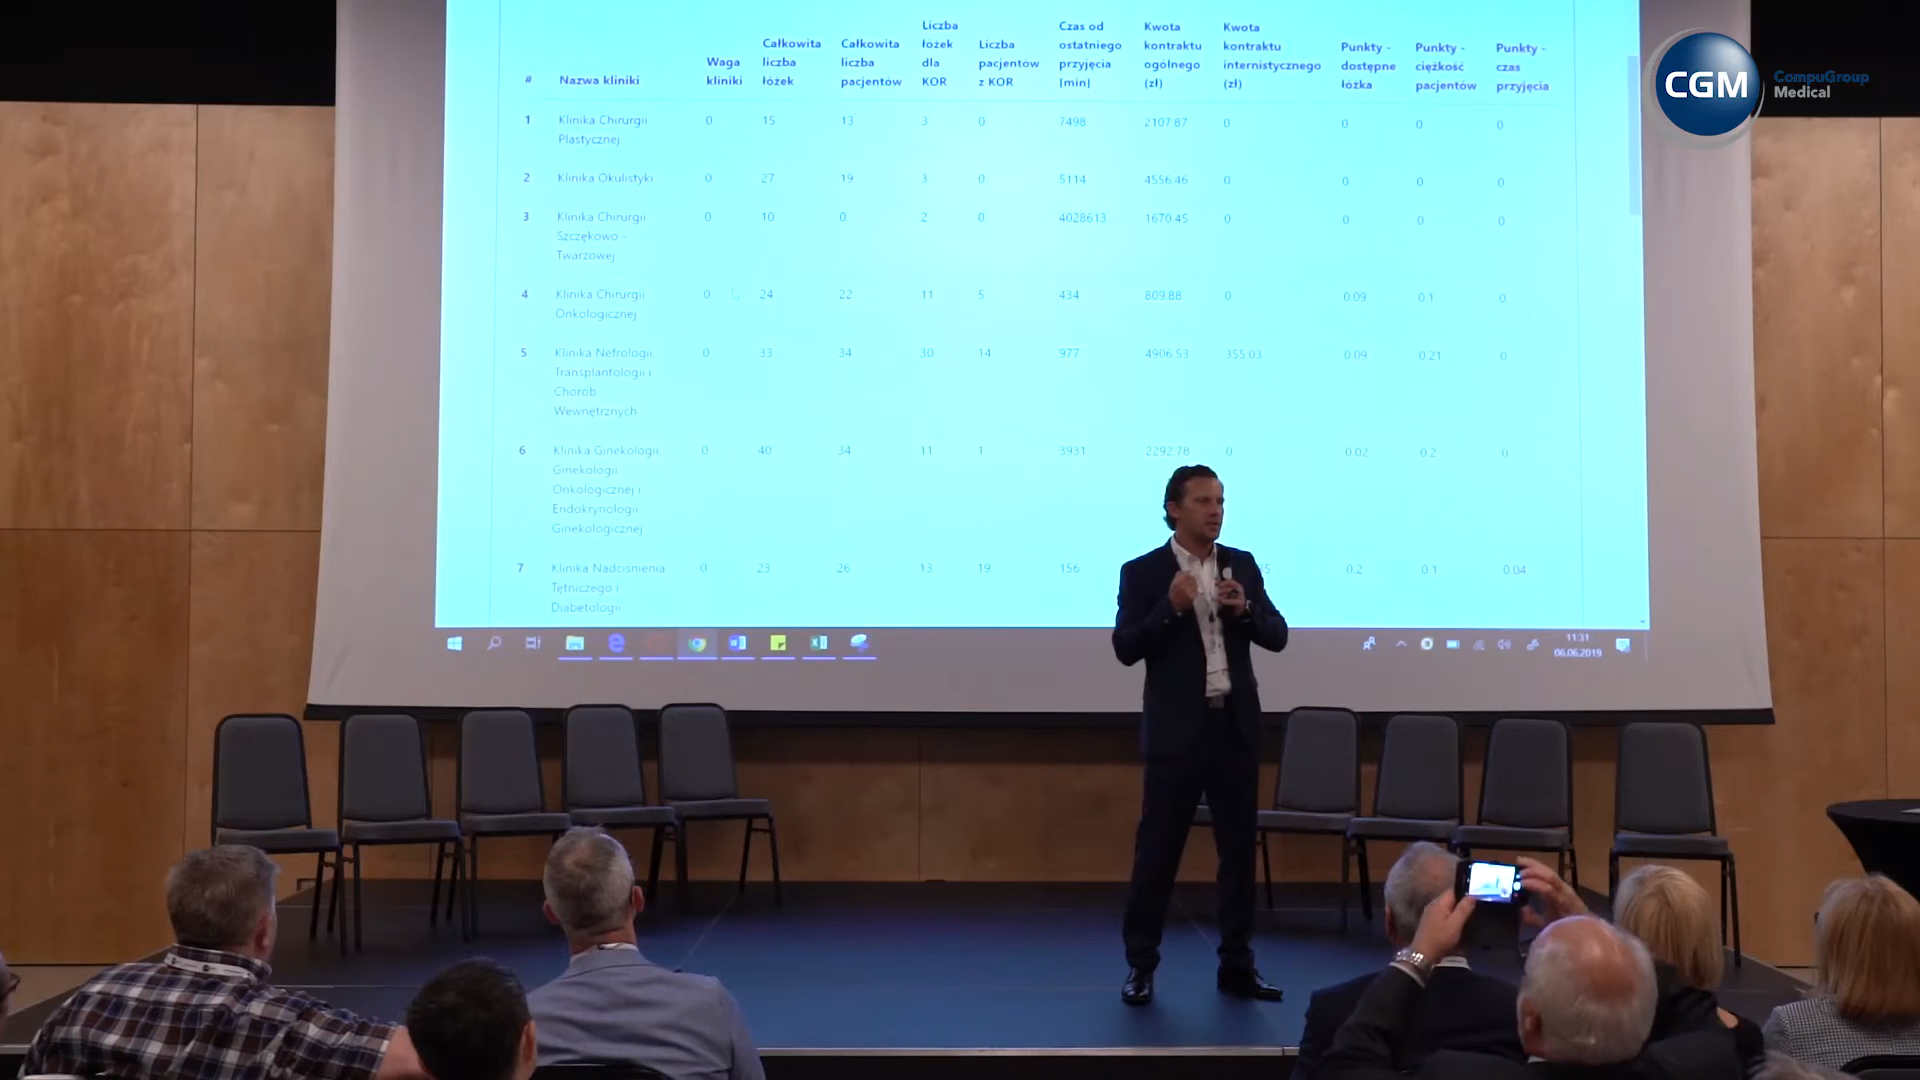 Liczba
Czas od
Kwota
Kwota
Całkowita
Całkowita
łóżek
Liczba
ostatniego
kontraktu
kontraktu
Punkty -
Punkty -
Punkty -
Waga
liczba
liczba
dla
pacjentów
przyjęcia
ogólnego
internistycznego
dostępne
ciężkość
czas
# Nazwa kliniki
kliniki
łóżek
pacjentów
KOR
z KOR
[min]
(zł)
(zł)
łóżka
pacjentów
przyjęcia
1 Klinika Chirurgii 0 15 13 3 0 7498 2107.87 0 0 0 0
Plastycznej
2 Klinika Okulistyki 0 27 19 3 0 5114 4556.46 0 0 0 0
3 Klinika Chirurgii 0 10 0 2 0 4028613 1670.45 0 0 0 0
Szczękowo -
Twarzowej
4 Klinika Chirurgii 0 24 22 11 5 434 809.88 0 0.09 0.1 0
Onkologicznej
5 Klinika Nefrologii, 0 33 34 30 14 977 4906.53 355.03 0.09 0.21 0
Transplantologii i
Chorób
Wewnętrznych
6 Klinika Ginekologii, 0 40 34 11 1 3931 2292.78 0 0.02 0.2 0
Ginekologii
Onkologicznej i
Endokrynologii
Ginekologicznej
7 Klinika Nadciśnienia 0 23 26 13 19 156 0.2 0.1 0.04
Tętniczego i
Diabetologii
11:31
06.06.2019
CGM
CompuGroup
Medical